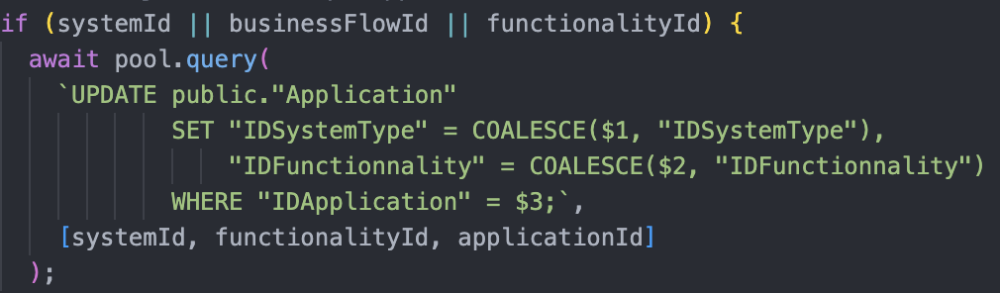 if (systemId || businessFlowId || functionalityId) {
await pool.query(
`UPDATE public."Application"
SET "IDSystemType" = COALESCE($1, "IDSystemType"),
"IDFunctionnality" = COALESCE($2, "IDFunctionnality")
WHERE "IDApplication" = $3;`,
[systemId, functionalityId, applicationId]
);